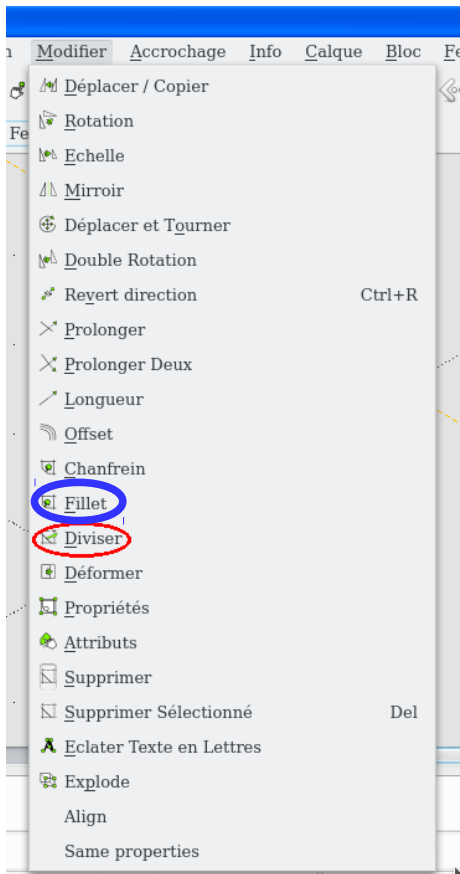 Modifier Accrochage Info Calque Bloc
Déplacer / Copier
Rotation
Fe
Echelle
Mirroir
Déplacer et Tourner
Double Rotation
Revert direction Ctrl+R
Prolonger
Prolonger Deux
Longueur
Offset
Chanfrein
Fillet
Diviser
Déformer
Propriétés
Attributs
Supprimer
Supprimer Sélectionné Del
Eclater Texte en Lettres
Explode
Align
Same properties